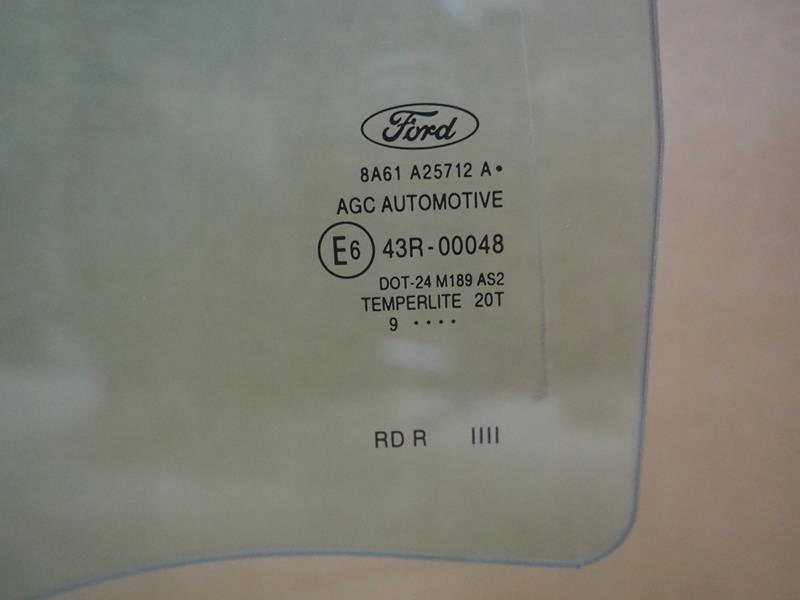 Ford
8A61 A25712 A•
AGC AUTOMOTIVE
E6 43R-00048
DOT-24 M189 AS2
TEMPERLITE 20T
9 ••••
RD R IIII